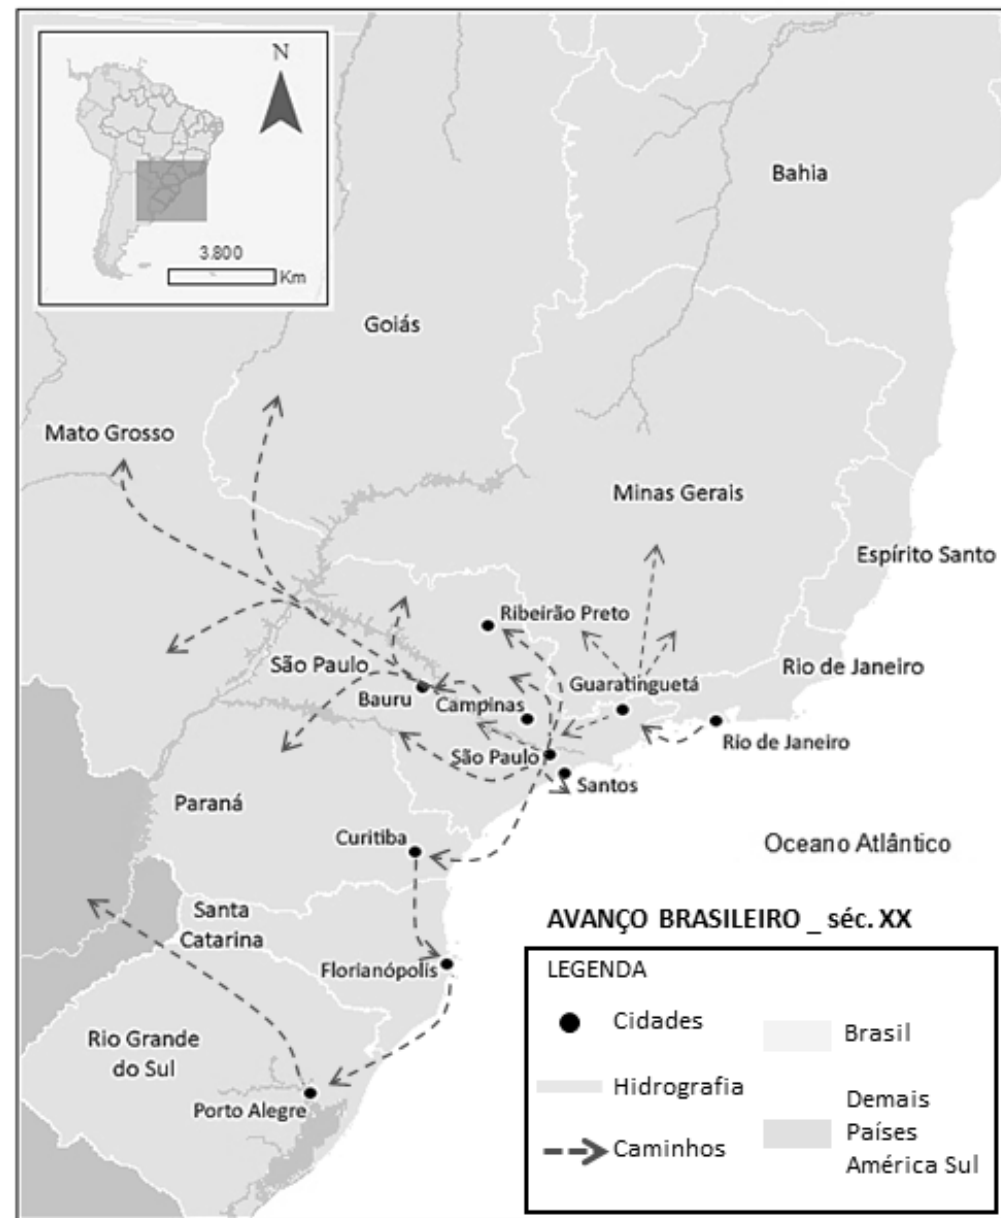 N
3.800
Km
Bahia
Goiás
Mato Grosso
Minas Gerais
Espírito Santo
Ribeirão Preto
São Paulo
Rio de Janeiro
Guaratinguetá
Bauru
Campinas
São Paulo
Rio de Janeiro
Santos
Paraná
Curitiba
Oceano Atlântico
Santa
Catarina
Florianópolis
Rio Grande
do Sul
Porto Alegre
AVANÇO BRASILEIRO _ séc. XX
LEGENDA
Cidades
Brasil
Hidrografia
Demais
Países
América Sul
Caminhos